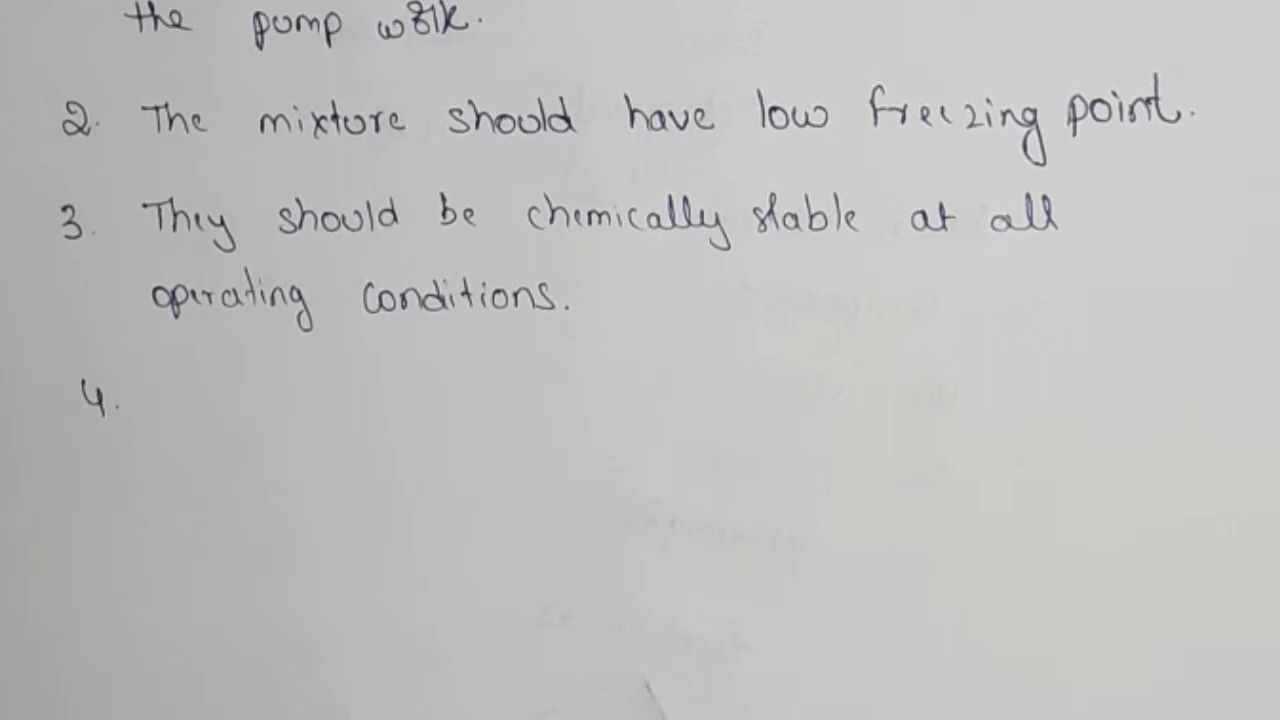 the pump work.
2. The mixture should have low freezing point.
3. They should be chemically stable at all
operating conditions.
4.